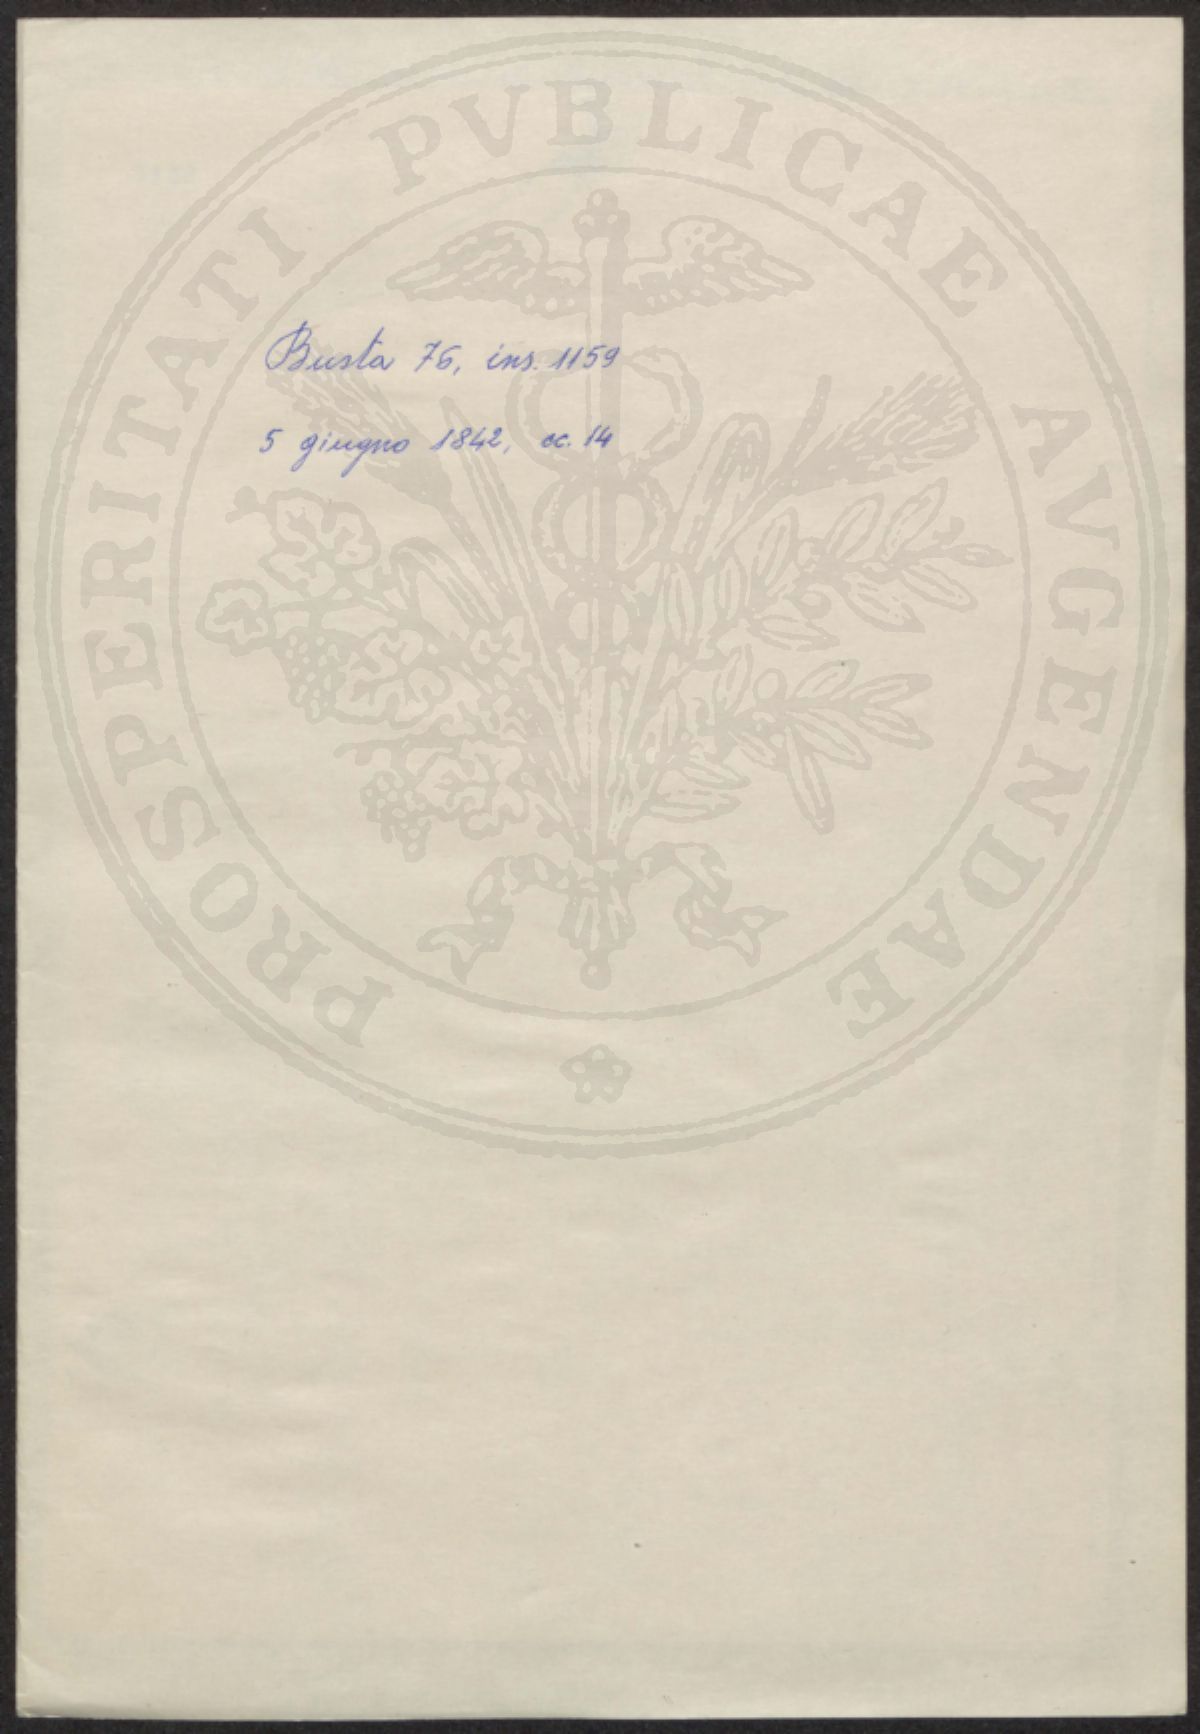 PROSPERITATI PVBLICAE AVGENDAE
Busta 76, ins. 1159
5 giugno 1842, cc. 14